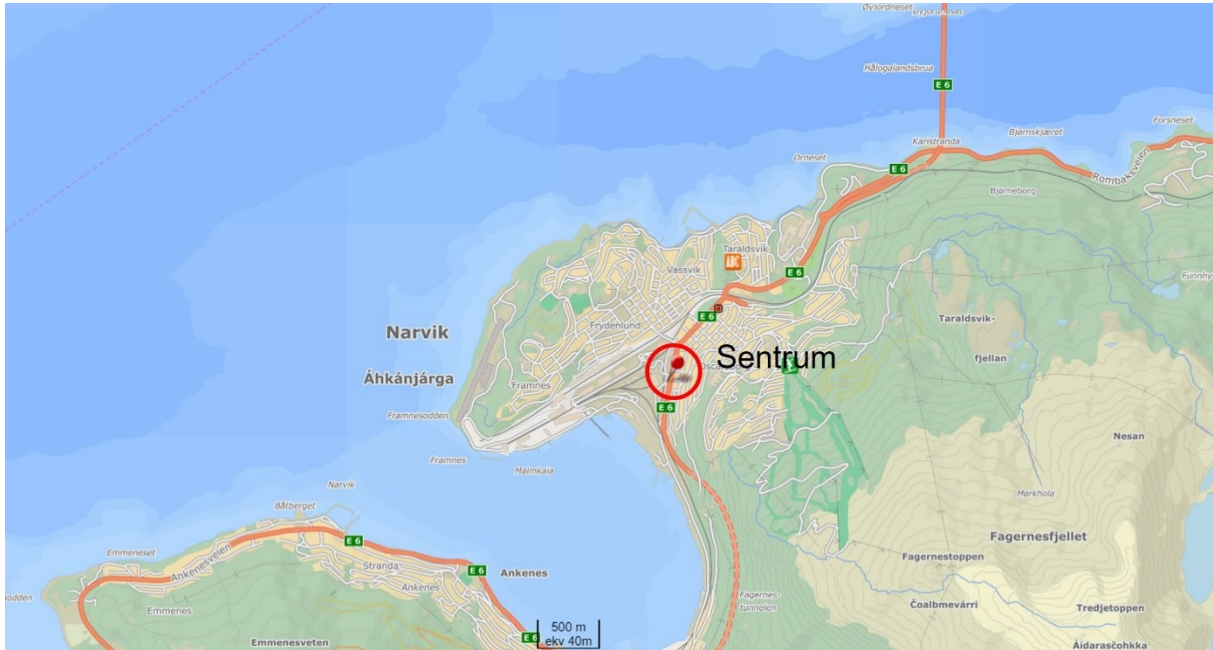 Øyjordneset
Hålogalandsbrua
E 6
Karistranda
Bjørnskjæret
Forsneset
Rombaksveien
Orneset
E 6
Bjørneborg
Taraldsvik
Vassvik
E 6
E 6
Frydenlund
Narvik
Taraldsvik-
fjellan
Sentrum
Áhkánjárga
Framnes
Framnesodden
E 6
Nesan
Framnes
Malmkaia
Narvik
Mørkhola
Båtberget
Fagernesfjellet
E 6
Emmeneset
Ankenesveien
Fagernestoppen
Stranda
E 6
Ankenes
Ankenes
Fagernes-
tunnelen
Čoalbmevárri
Tredjetoppen
Emmenes
500 m
ekv 40m
E 6
Emmenesveten
Áidarasčohkka